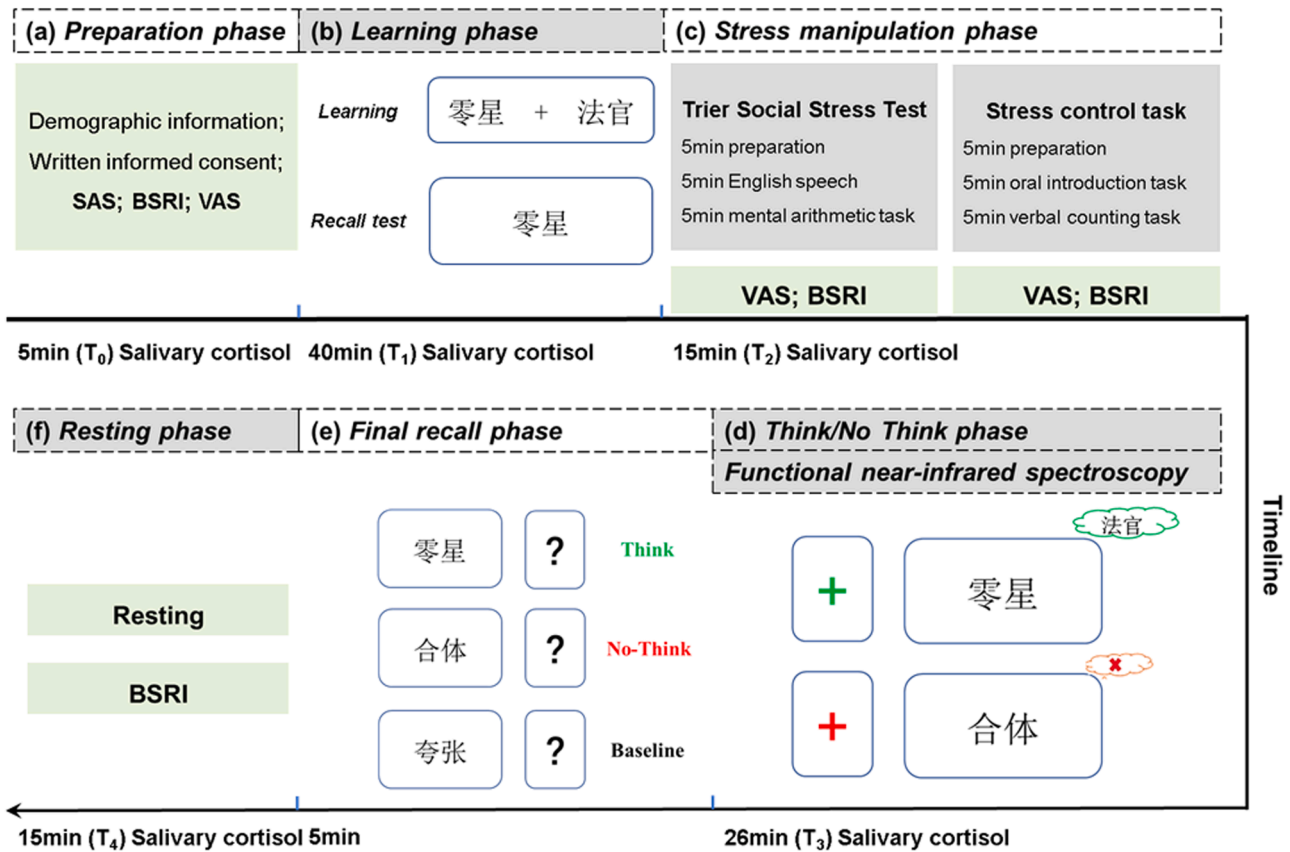 (a) Preparation phase
(b) Learning phase
(c) Stress manipulation phase
Demographic information;
Written informed consent;
SAS; BSRI; VAS
Learning
零星 + 法官
Recall test
零星
Trier Social Stress Test
5min preparation
5min English speech
5min mental arithmetic task
VAS; BSRI
Stress control task
5min preparation
5min oral introduction task
5min verbal counting task
VAS; BSRI
5min (T₀) Salivary cortisol
40min (T₁) Salivary cortisol
15min (T₂) Salivary cortisol
Timeline
(d) Think/No Think phase
Functional near-infrared spectroscopy
法官
+ 零星
+ 合体
26min (T₃) Salivary cortisol
(e) Final recall phase
零星 ? Think
合体 ? No-Think
夸张 ? Baseline
5min
(f) Resting phase
Resting
BSRI
15min (T₄) Salivary cortisol